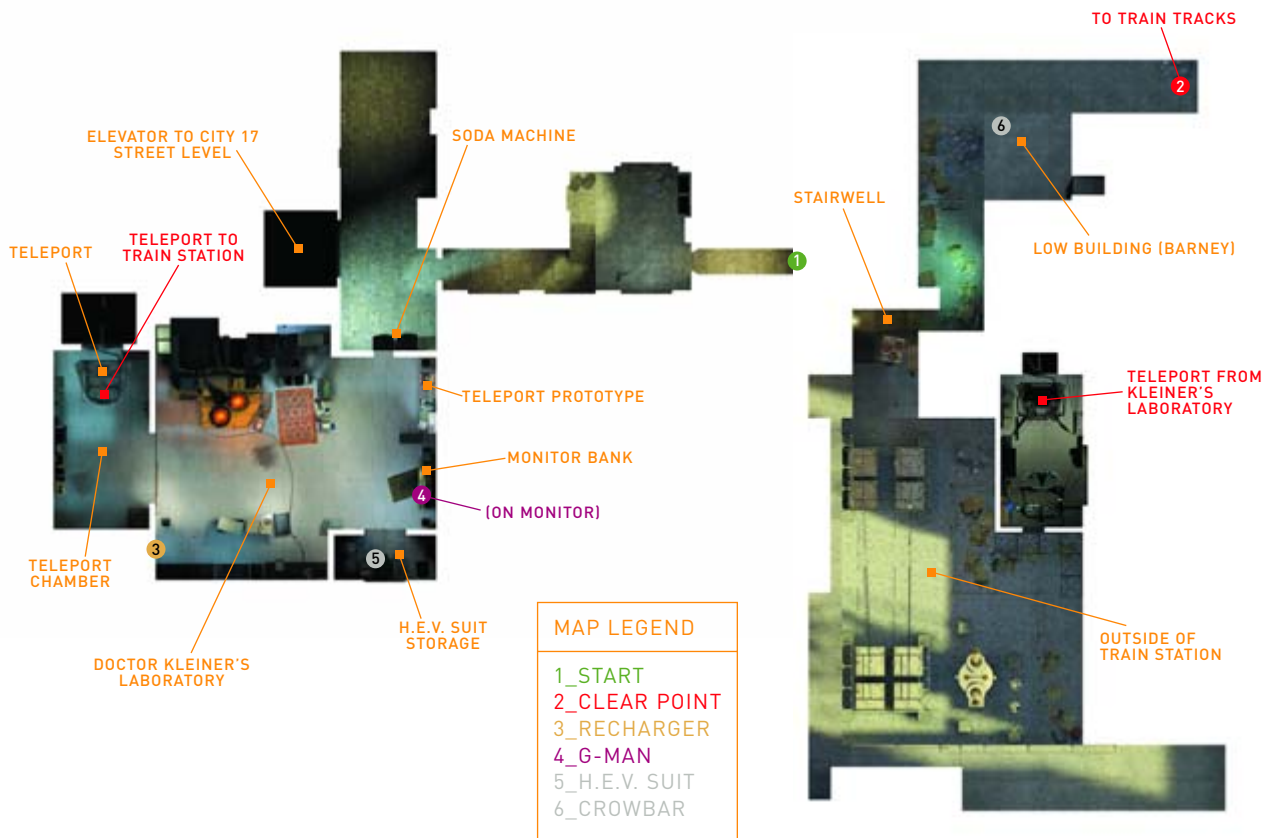 TO TRAIN TRACKS
2
6
ELEVATOR TO CITY 17
STREET LEVEL
SODA MACHINE
STAIRWELL
TELEPORT
TELEPORT TO
TRAIN STATION
LOW BUILDING (BARNEY)
1
TELEPORT PROTOTYPE
TELEPORT FROM
KLEINER'S
LABORATORY
MONITOR BANK
4
(ON MONITOR)
3
5
TELEPORT
CHAMBER
H.E.V. SUIT
STORAGE
DOCTOR KLEINER'S
LABORATORY
OUTSIDE OF
TRAIN STATION
MAP LEGEND
1_START
2_CLEAR POINT
3_RECHARGER
4_G-MAN
5_H.E.V. SUIT
6_CROWBAR